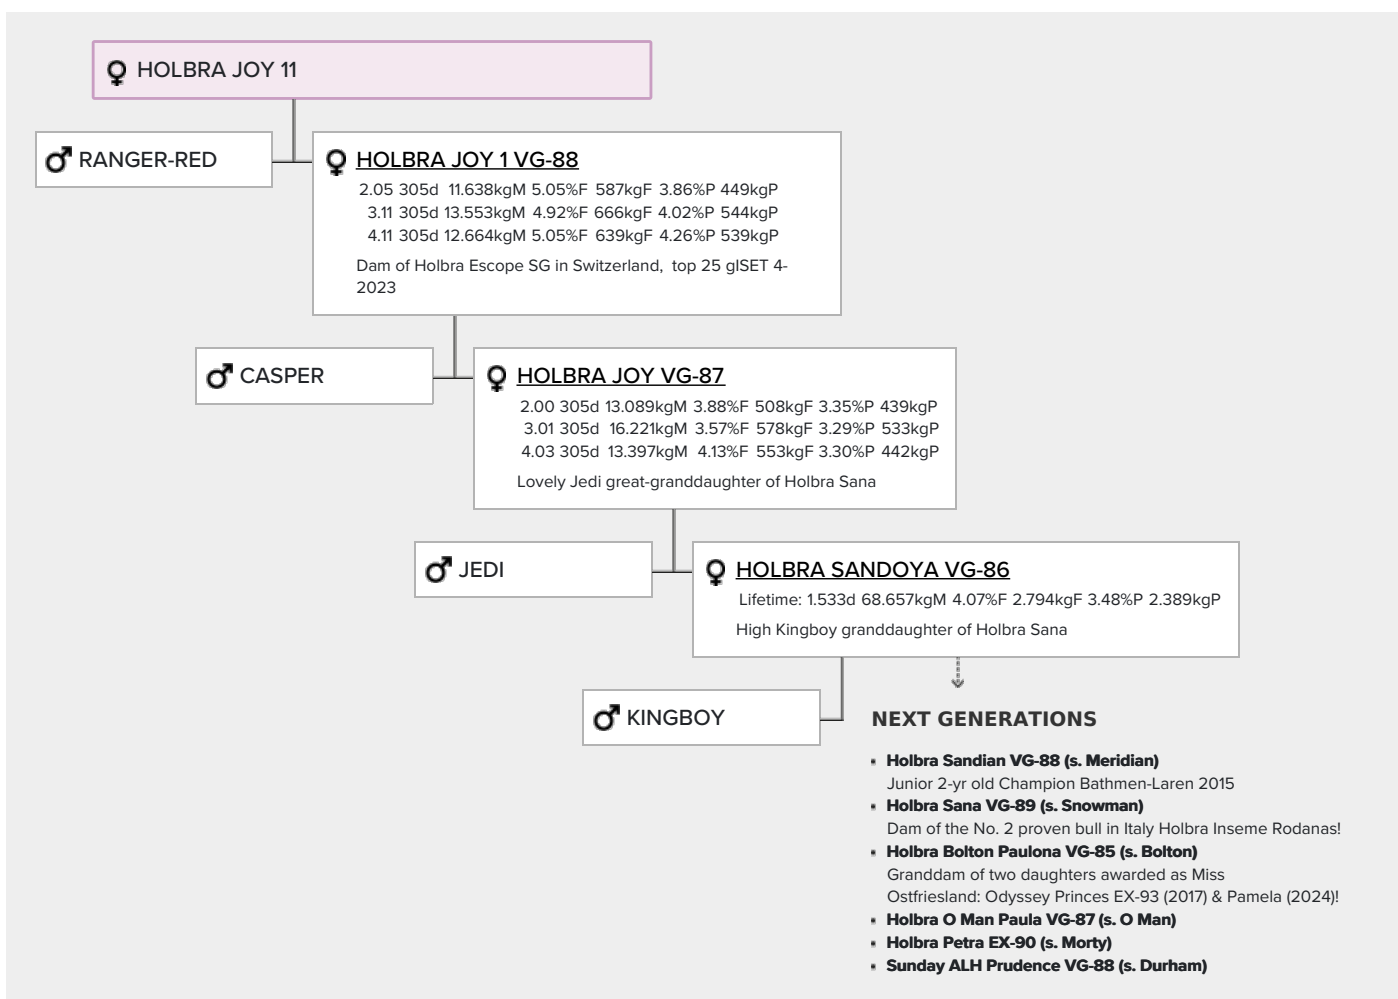 HOLBRA JOY 11
RANGER-RED
HOLBRA JOY 1 VG-88
2.05 305d 11.638kgM 5.05%F 587kgF 3.86%P 449kgP
3.11 305d 13.553kgM 4.92%F 666kgF 4.02%P 544kgP
4.11 305d 12.664kgM 5.05%F 639kgF 4.26%P 539kgP
Dam of Holbra Escope SG in Switzerland, top 25 gISET 4-
2023
CASPER
HOLBRA JOY VG-87
2.00 305d 13.089kgM 3.88%F 508kgF 3.35%P 439kgP
3.01 305d 16.221kgM 3.57%F 578kgF 3.29%P 533kgP
4.03 305d 13.397kgM 4.13%F 553kgF 3.30%P 442kgP
Lovely Jedi great-granddaughter of Holbra Sana
JEDI
HOLBRA SANDOYA VG-86
Lifetime: 1.533d 68.657kgM 4.07%F 2.794kgF 3.48%P 2.389kgP
High Kingboy granddaughter of Holbra Sana
KINGBOY
NEXT GENERATIONS
Holbra Sandian VG-88 (s. Meridian)
Junior 2-yr old Champion Bathmen-Laren 2015
Holbra Sana VG-89 (s. Snowman)
Dam of the No. 2 proven bull in Italy Holbra Inseme Rodanas!
Holbra Bolton Paulona VG-85 (s. Bolton)
Granddam of two daughters awarded as Miss
Ostfriesland: Odyssey Princes EX-93 (2017) & Pamela (2024)!
Holbra O Man Paula VG-87 (s. O Man)
Holbra Petra EX-90 (s. Morty)
Sunday ALH Prudence VG-88 (s. Durham)